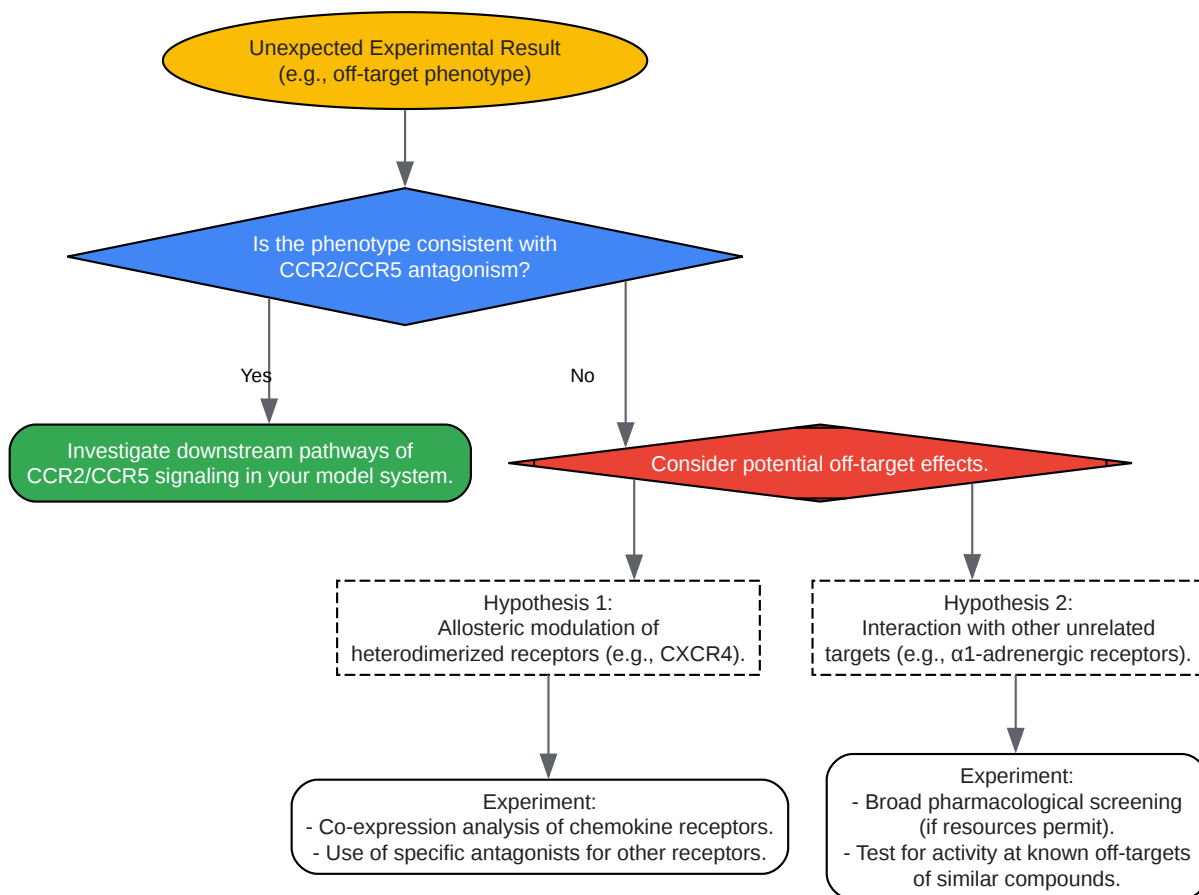 Unexpected Experimental Result
(e.g., off-target phenotype)
Is the phenotype consistent with
CCR2/CCR5 antagonism?
Yes
No
Investigate downstream pathways of
CCR2/CCR5 signaling in your model system.
Consider potential off-target effects.
Hypothesis 1:
Allosteric modulation of
heterodimerized receptors (e.g., CXCR4).
Hypothesis 2:
Interaction with other unrelated
targets (e.g., α1-adrenergic receptors).
Experiment:
- Co-expression analysis of chemokine receptors.
- Use of specific antagonists for other receptors.
Experiment:
- Broad pharmacological screening
(if resources permit).
- Test for activity at known off-targets
of similar compounds.